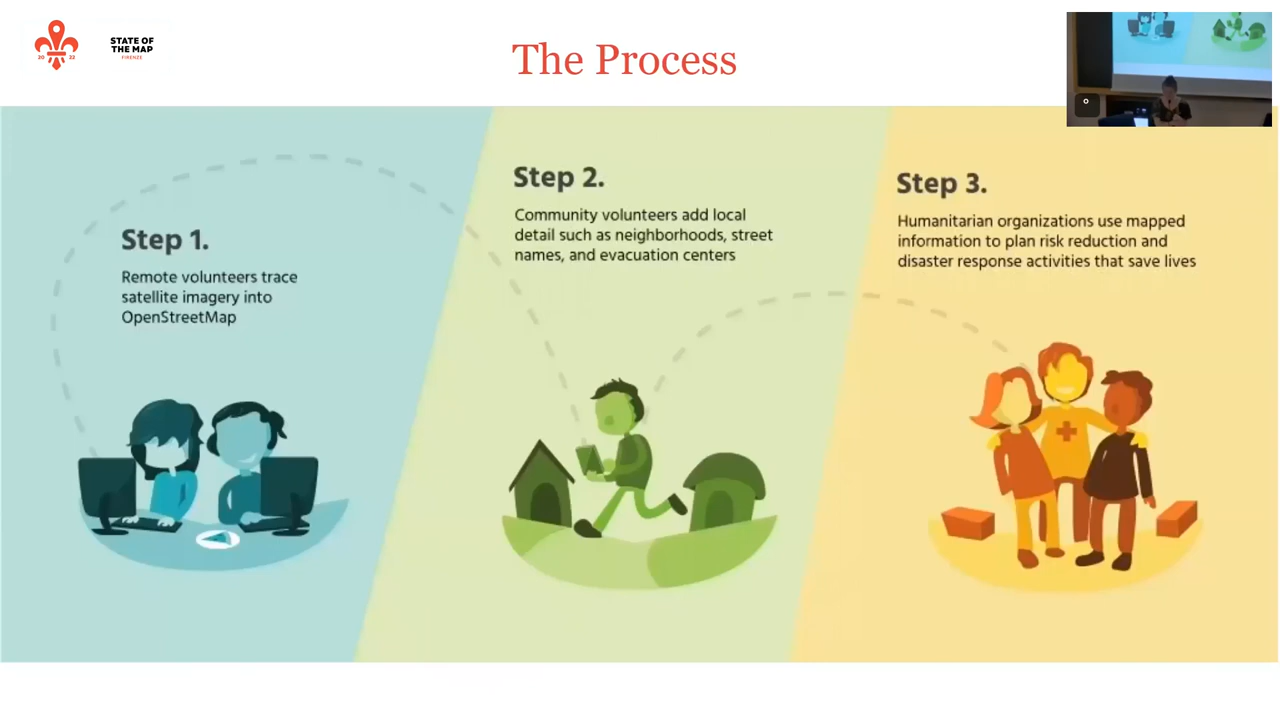 20 22
STATE OF
THE MAP
FIRENZE
The Process
Step 1.
Remote volunteers trace
satellite imagery into
OpenStreetMap
Step 2.
Community volunteers add local
detail such as neighborhoods, street
names, and evacuation centers
Step 3.
Humanitarian organizations use mapped
information to plan risk reduction and
disaster response activities that save lives